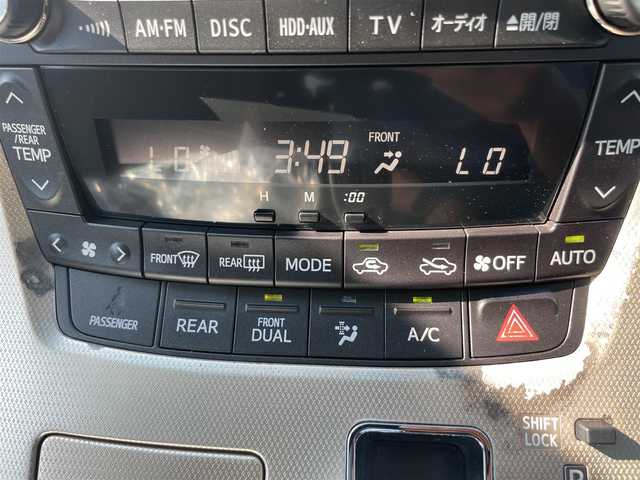 AM·FM DISC HDD·AUX TV オーディオ ▲開/閉
PASSENGER
/REAR
TEMP
LO 3:49 FRONT LO
TEMP
H M :00
FRONT REAR MODE OFF AUTO
PASSENGER REAR FRONT
DUAL A/C
SHIFT
LOCK
P